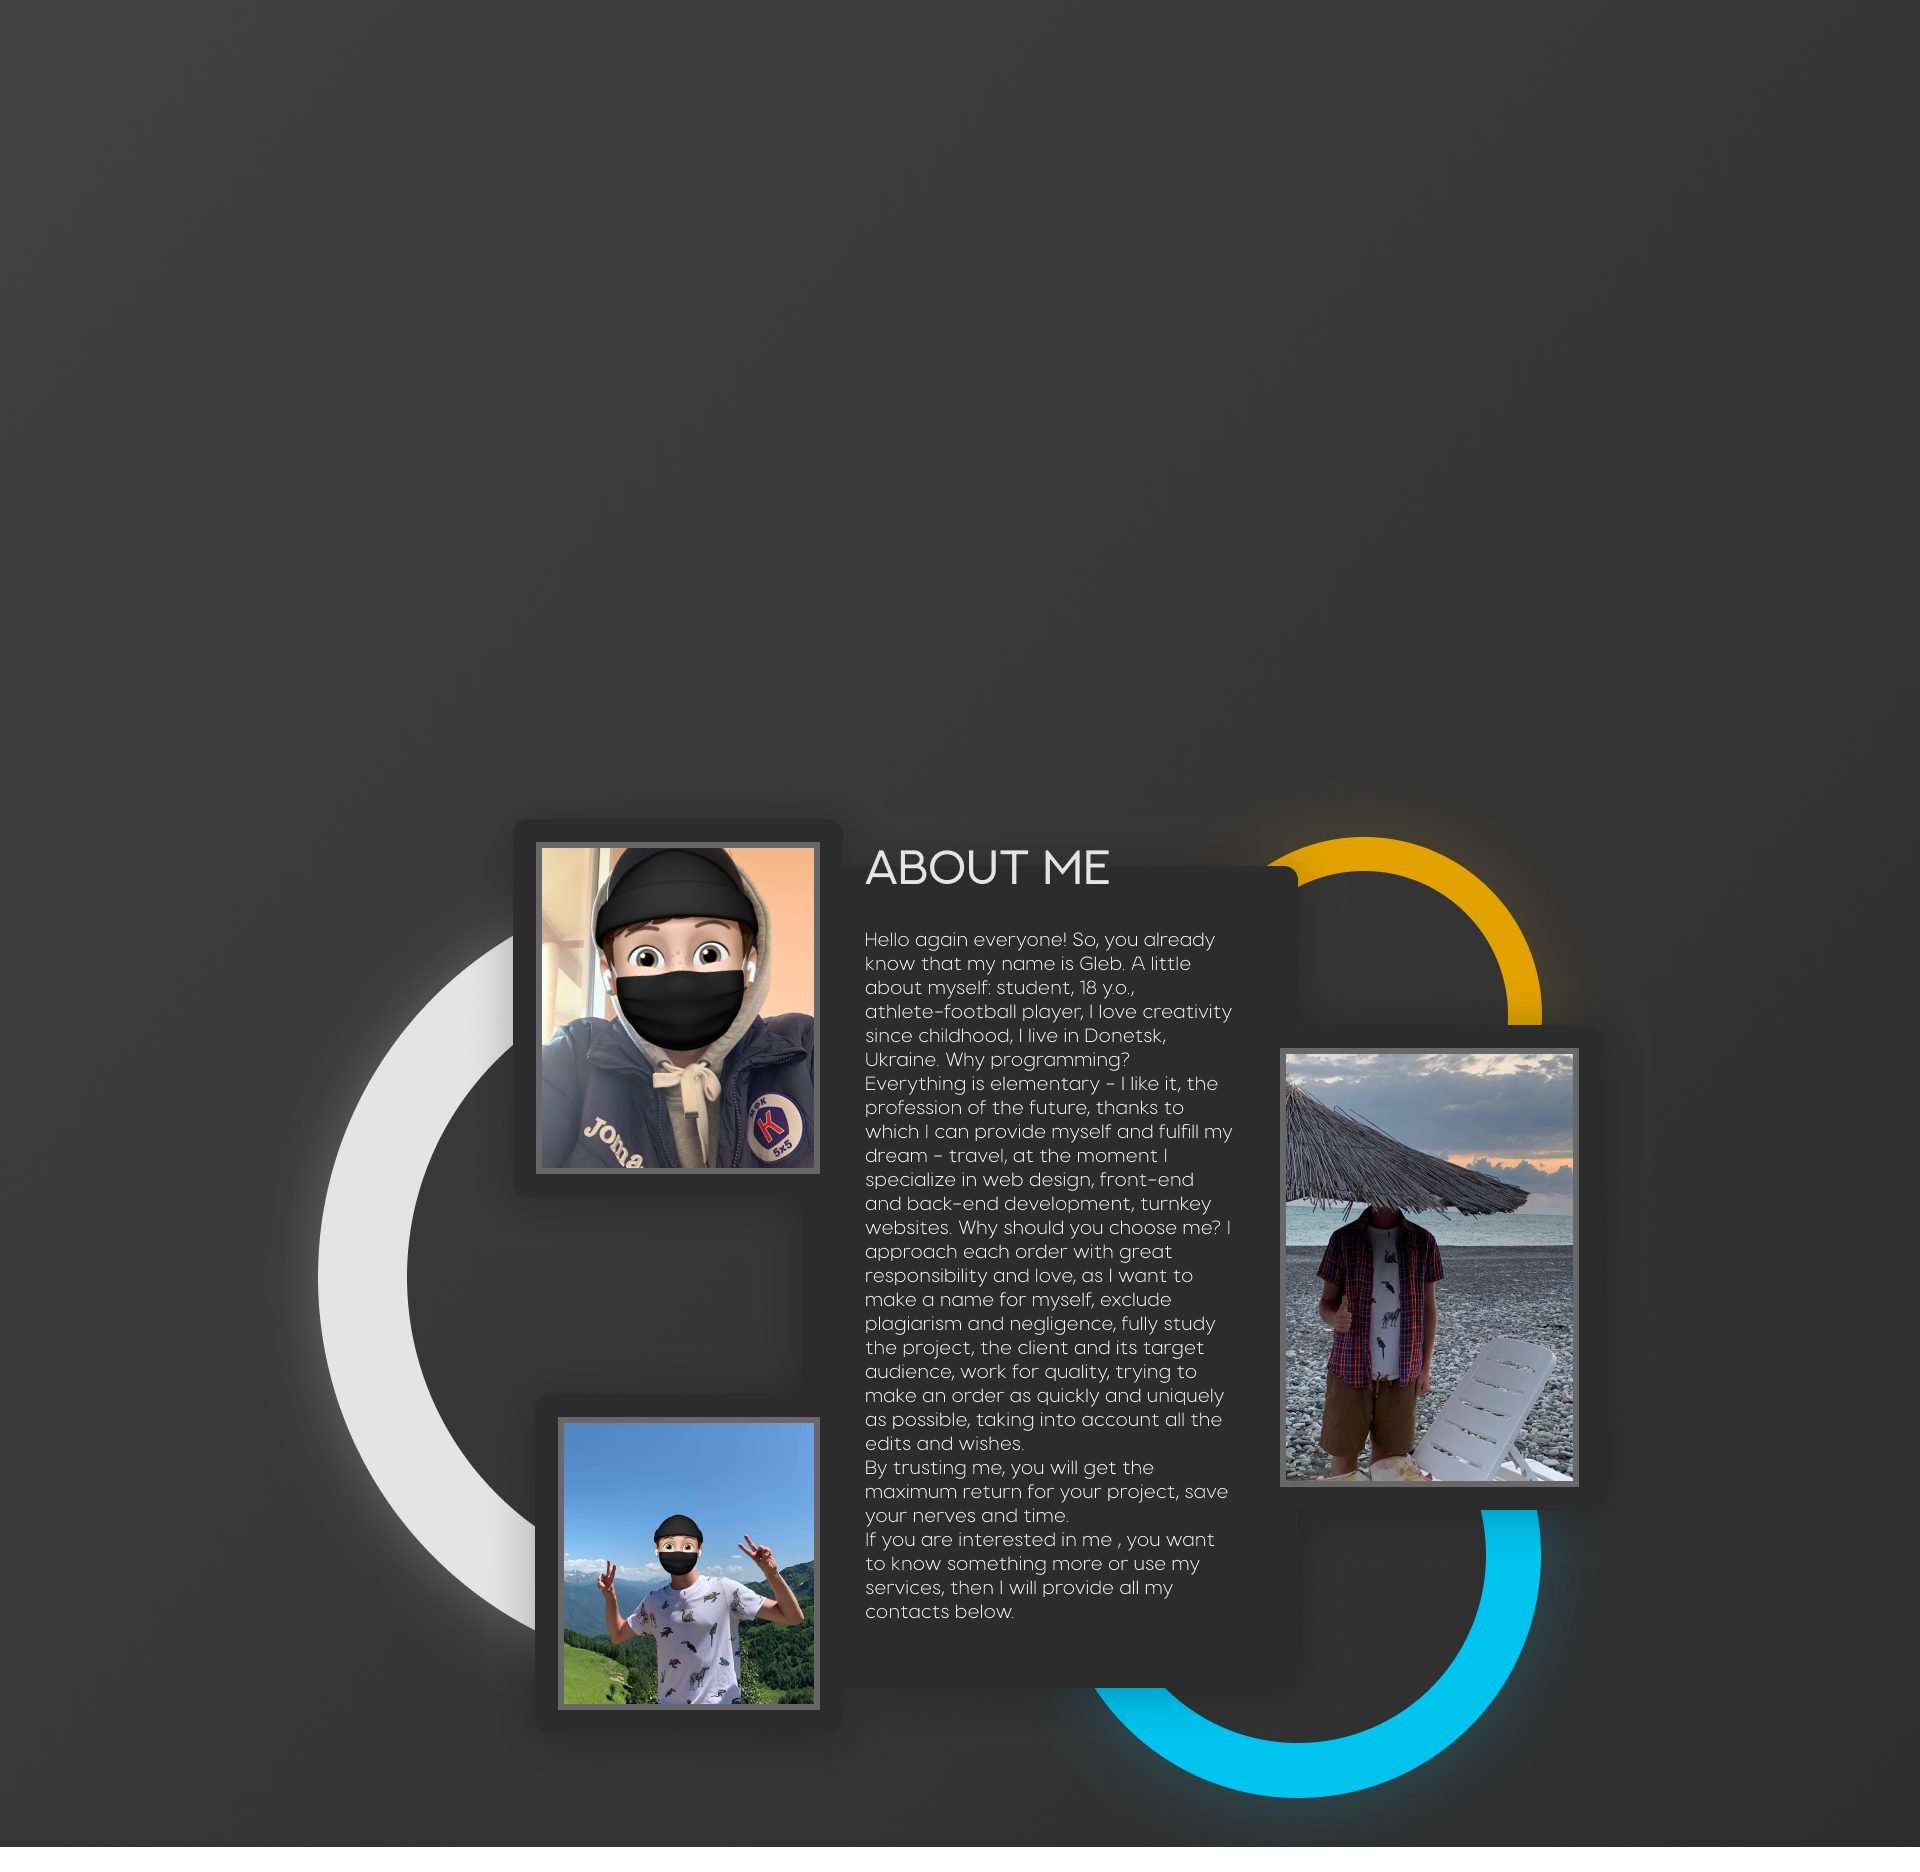 ABOUT ME
Hello again everyone! So, you already
know that my name is Gleb. A little
about myself: student, 18 y.o.,
athlete-football player, I love creativity
since childhood, I live in Donetsk,
Ukraine. Why programming?
Everything is elementary - I like it, the
profession of the future, thanks to
which I can provide myself and fulfill my
dream - travel, at the moment I
specialize in web design, front-end
and back-end development, turnkey
websites. Why should you choose me? I
approach each order with great
responsibility and love, as I want to
make a name for myself, exclude
plagiarism and negligence, fully study
the project, the client and its target
audience, work for quality, trying to
make an order as quickly and uniquely
as possible, taking into account all the
edits and wishes.
By trusting me, you will get the
maximum return for your project, save
your nerves and time.
If you are interested in me , you want
to know something more or use my
services, then I will provide all my
contacts below.
Joma
МФК
К
5x5